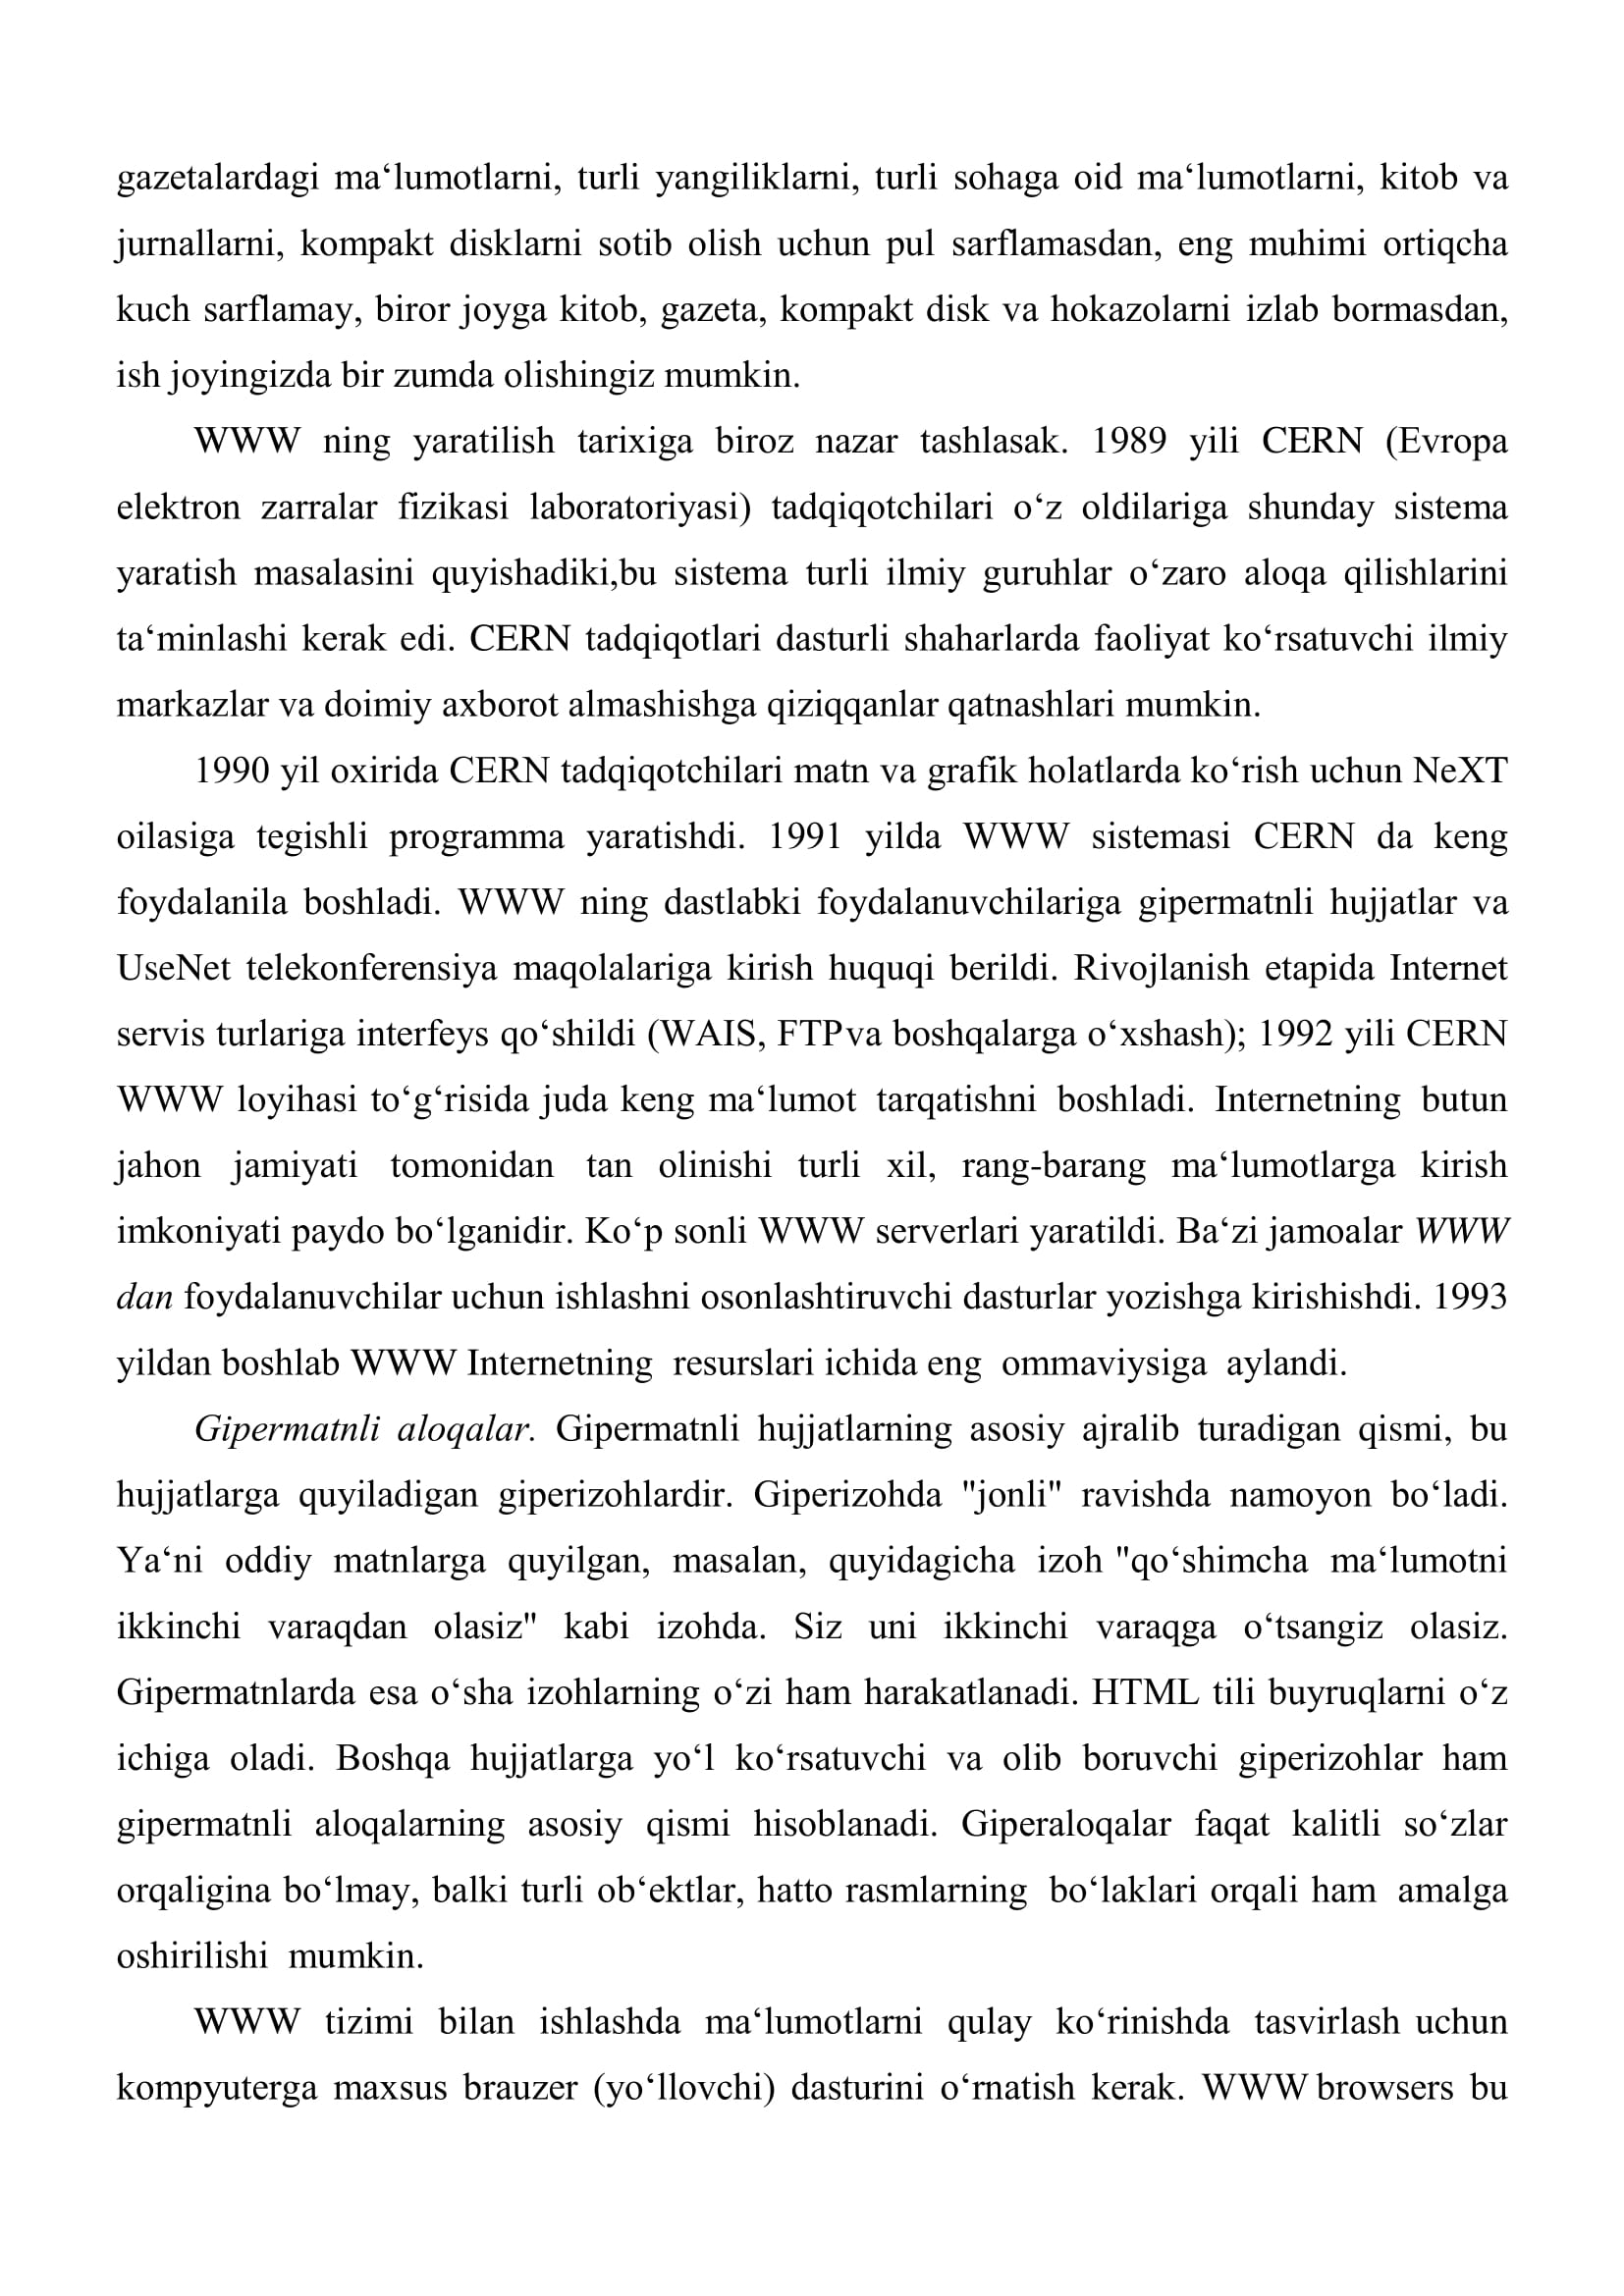 gazetalardagi ma‘lumotlarni, turli yangiliklarni, turli sohaga oid ma‘lumotlarni, kitob va
jurnallarni, kompakt disklarni sotib olish uchun pul sarflamasdan, eng muhimi ortiqcha
kuch sarflamay, biror joyga kitob, gazeta, kompakt disk va hokazolarni izlab bormasdan,
ish joyingizda bir zumda olishingiz mumkin.
WWW ning yaratilish tarixiga biroz nazar tashlasak. 1989 yili CERN (Evropa
elektron zarralar fizikasi laboratoriyasi) tadqiqotchilari o‘z oldilariga shunday sistema
yaratish masalasini quyishadiki,bu sistema turli ilmiy guruhlar o‘zaro aloqa qilishlarini
ta‘minlashi kerak edi. CERN tadqiqotlari dasturli shaharlarda faoliyat ko‘rsatuvchi ilmiy
markazlar va doimiy axborot almashishga qiziqqanlar qatnashlari mumkin.
1990 yil oxirida CERN tadqiqotchilari matn va grafik holatlarda ko‘rish uchun NeXT
oilasiga tegishli programma yaratishdi. 1991 yilda WWW sistemasi CERN da keng
foydalanila boshladi. WWW ning dastlabki foydalanuvchilariga gipermatnli hujjatlar va
UseNet telekonferensiya maqolalariga kirish huquqi berildi. Rivojlanish etapida Internet
servis turlariga interfeys qo‘shildi (WAIS, FTPva boshqalarga o‘xshash); 1992 yili CERN
WWW loyihasi to‘g‘risida juda keng ma‘lumot tarqatishni boshladi. Internetning butun
jahon jamiyati tomonidan tan olinishi turli xil, rang-barang ma‘lumotlarga kirish
imkoniyati paydo bo‘lganidir. Ko‘p sonli WWW serverlari yaratildi. Ba‘zi jamoalar WWW
dan foydalanuvchilar uchun ishlashni osonlashtiruvchi dasturlar yozishga kirishishdi. 1993
yildan boshlab WWW Internetning resurslari ichida eng ommaviysiga aylandi.
Gipermatnli aloqalar. Gipermatnli hujjatlarning asosiy ajralib turadigan qismi, bu
hujjatlarga quyiladigan giperizohlardir. Giperizohda "jonli" ravishda namoyon bo‘ladi.
Ya‘ni oddiy matnlarga quyilgan, masalan, quyidagicha izoh "qo‘shimcha ma‘lumotni
ikkinchi varaqdan olasiz" kabi izohda. Siz uni ikkinchi varaqga o‘tsangiz olasiz.
Gipermatnlarda esa o‘sha izohlarning o‘zi ham harakatlanadi. HTML tili buyruqlarni o‘z
ichiga oladi. Boshqa hujjatlarga yo‘l ko‘rsatuvchi va olib boruvchi giperizohlar ham
gipermatnli aloqalarning asosiy qismi hisoblanadi. Giperaloqalar faqat kalitli so‘zlar
orqaligina bo‘lmay, balki turli ob‘ektlar, hatto rasmlarning bo‘laklari orqali ham amalga
oshirilishi mumkin.
WWW tizimi bilan ishlashda ma‘lumotlarni qulay ko‘rinishda tasvirlash uchun
kompyuterga maxsus brauzer (yo‘llovchi) dasturini o‘rnatish kerak. WWW browsers bu